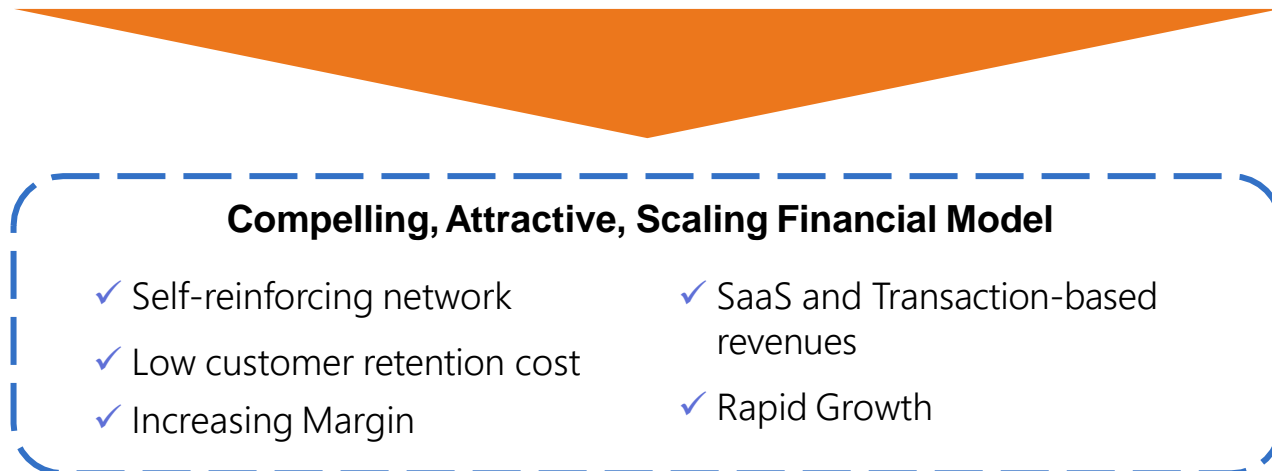 Compelling, Attractive, Scaling Financial Model
✓ Self-reinforcing network
✓ Low customer retention cost
✓ Increasing Margin
✓ SaaS and Transaction-based
revenues
✓ Rapid Growth